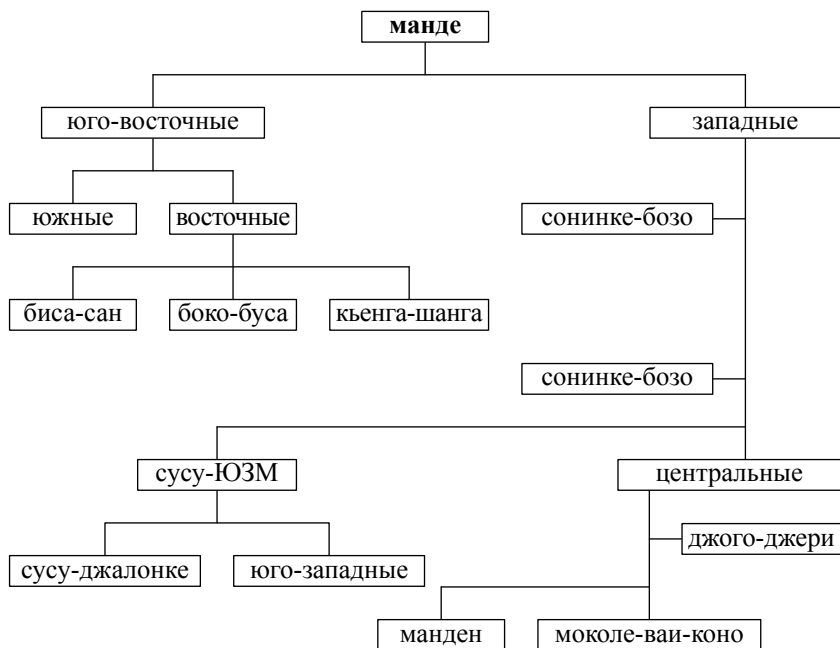 манде
юго-восточные
западные
южные
восточные
сонинке-бозо
биса-сан
боко-буса
кьенга-шанга
сонинке-бозо
сусу-ЮЗМ
центральные
джого-джери
сусу-джалонке
юго-западные
манден
моколе-ваи-коно